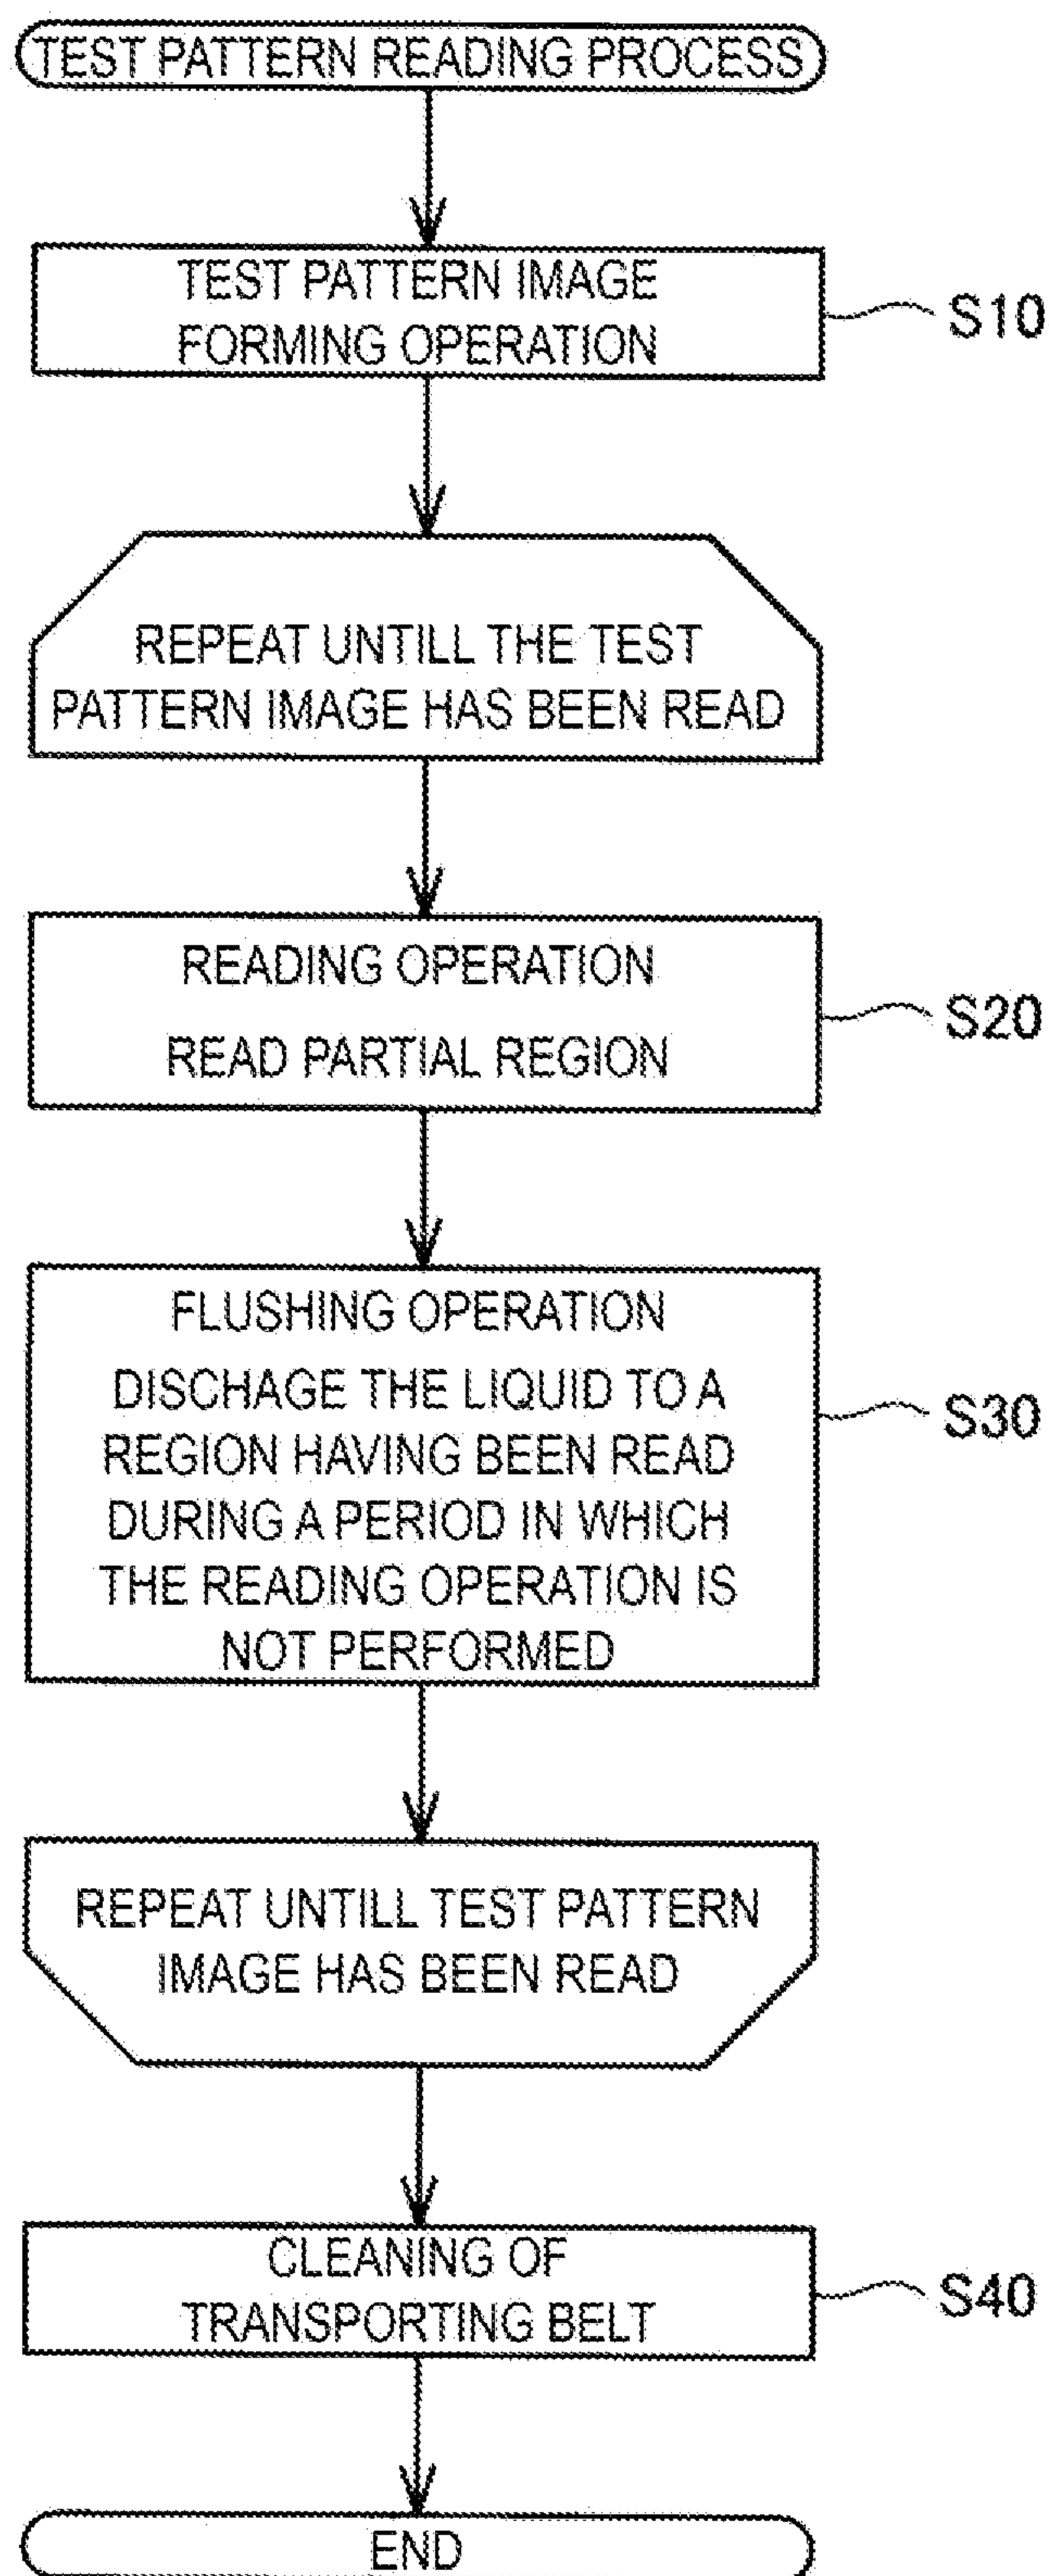 TEST PATTERN READING PROCESS
TEST PATTERN IMAGE
FORMING OPERATION
S10
REPEAT UNTILL THE TEST
PATTERN IMAGE HAS BEEN READ
READING OPERATION
READ PARTIAL REGION
S20
FLUSHING OPERATION
DISCHAGE THE LIQUID TO A
REGION HAVING BEEN READ
DURING A PERIOD IN WHICH
THE READING OPERATION IS
NOT PERFORMED
S30
REPEAT UNTILL TEST PATTERN
IMAGE HAS BEEN READ
CLEANING OF
TRANSPORTING BELT
S40
END